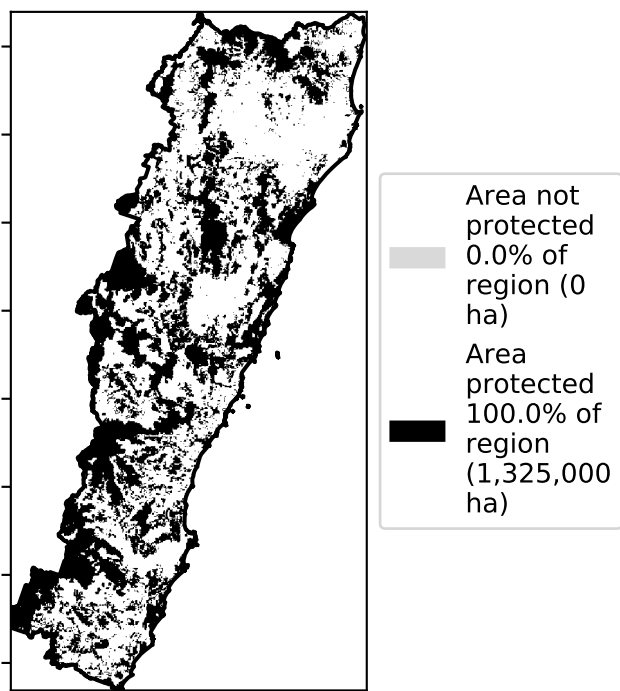 Area not
protected
0.0% of
region (0
ha)
Area
protected
100.0% of
region
(1,325,000
ha)